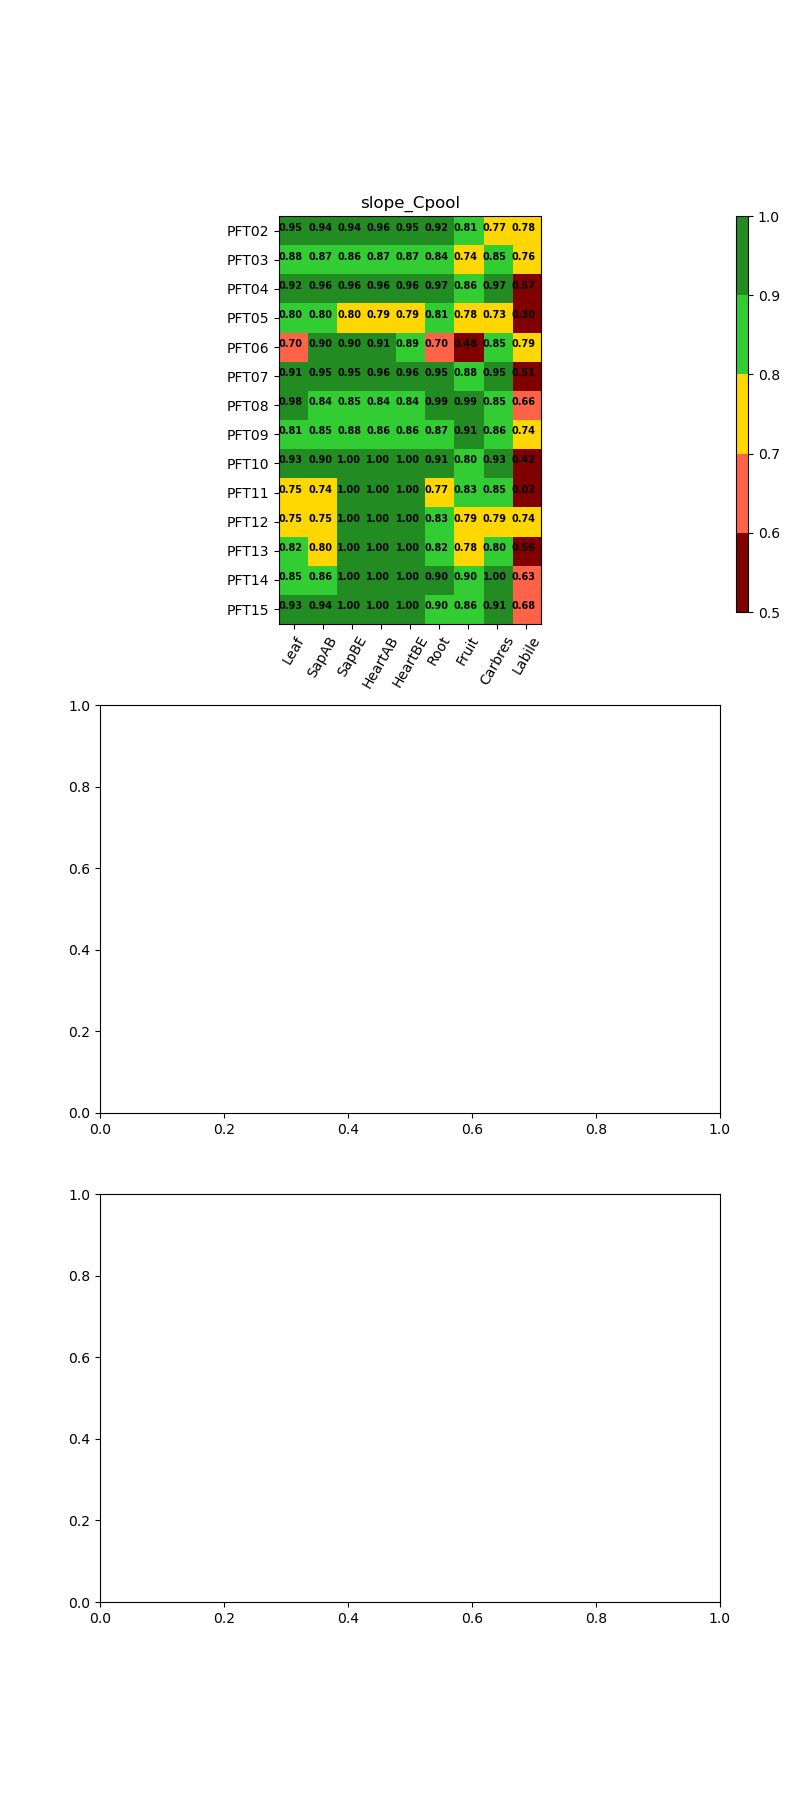 slope_Cpool
PFT02 0.95 0.94 0.94 0.96 0.95 0.92 0.81 0.77 0.78
PFT03 0.88 0.87 0.86 0.87 0.87 0.84 0.74 0.85 0.76
PFT04 0.92 0.96 0.96 0.96 0.96 0.97 0.86 0.97 0.57
PFT05 0.80 0.80 0.80 0.79 0.79 0.81 0.78 0.73 0.30
PFT06 0.70 0.90 0.90 0.91 0.89 0.70 0.48 0.85 0.79
PFT07 0.91 0.95 0.95 0.96 0.96 0.95 0.88 0.95 0.51
PFT08 0.98 0.84 0.85 0.84 0.84 0.99 0.99 0.85 0.66
PFT09 0.81 0.85 0.88 0.86 0.86 0.87 0.91 0.86 0.74
PFT10 0.93 0.90 1.00 1.00 1.00 0.91 0.80 0.93 0.42
PFT11 0.75 0.74 1.00 1.00 1.00 0.77 0.83 0.85 0.02
PFT12 0.75 0.75 1.00 1.00 1.00 0.83 0.79 0.79 0.74
PFT13 0.82 0.80 1.00 1.00 1.00 0.82 0.78 0.80 0.56
PFT14 0.85 0.86 1.00 1.00 1.00 0.90 0.90 1.00 0.63
PFT15 0.93 0.94 1.00 1.00 1.00 0.90 0.86 0.91 0.68
Leaf SapAB SapBE HeartAB HeartBE Root Fruit Carbres Labile
1.0
0.9
0.8
0.7
0.6
0.5
1.0
0.8
0.6
0.4
0.2
0.0
0.0 0.2 0.4 0.6 0.8 1.0
1.0
0.8
0.6
0.4
0.2
0.0
0.0 0.2 0.4 0.6 0.8 1.0